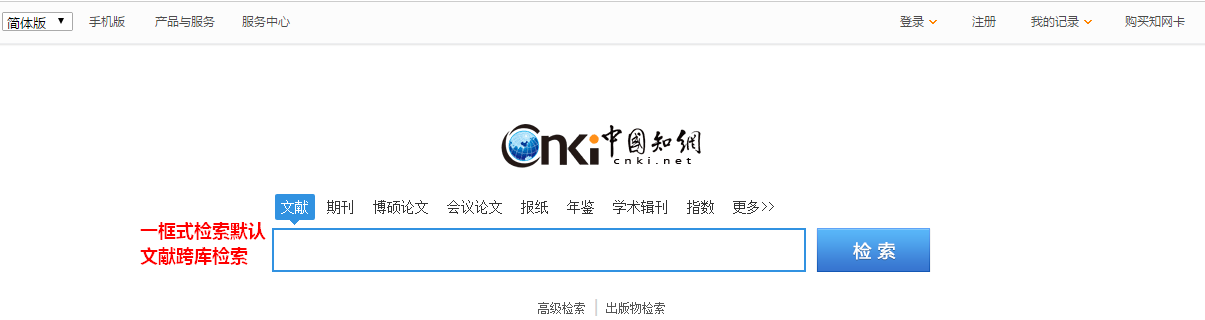 简体版 手机版 产品与服务 服务中心 登录 注册 我的记录 购买知网卡
Cnki 中國知網
cnki.net
文献 期刊 博硕论文 会议论文 报纸 年鉴 学术辑刊 指数 更多>>
一框式检索默认
文献跨库检索
检索
高级检索 出版物检索